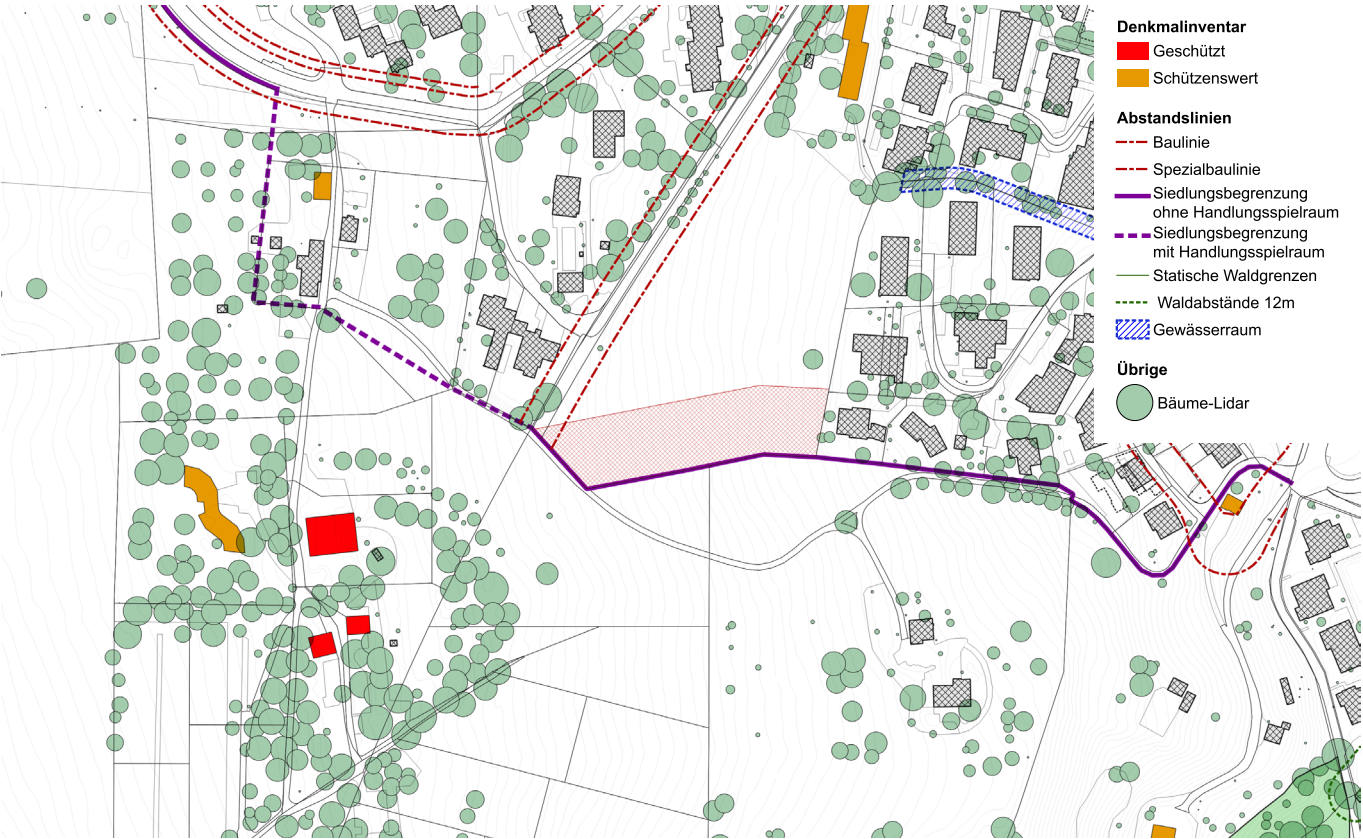 Denkmalinventar
Geschützt
Schützenswert
Abstandslinien
Baulinie
Spezialbaulinie
Siedlungsbegrenzung
ohne Handlungsspielraum
Siedlungsbegrenzung
mit Handlungsspielraum
Statische Waldgrenzen
Waldabstände 12m
Gewässerraum
Übrige
Bäume-Lidar